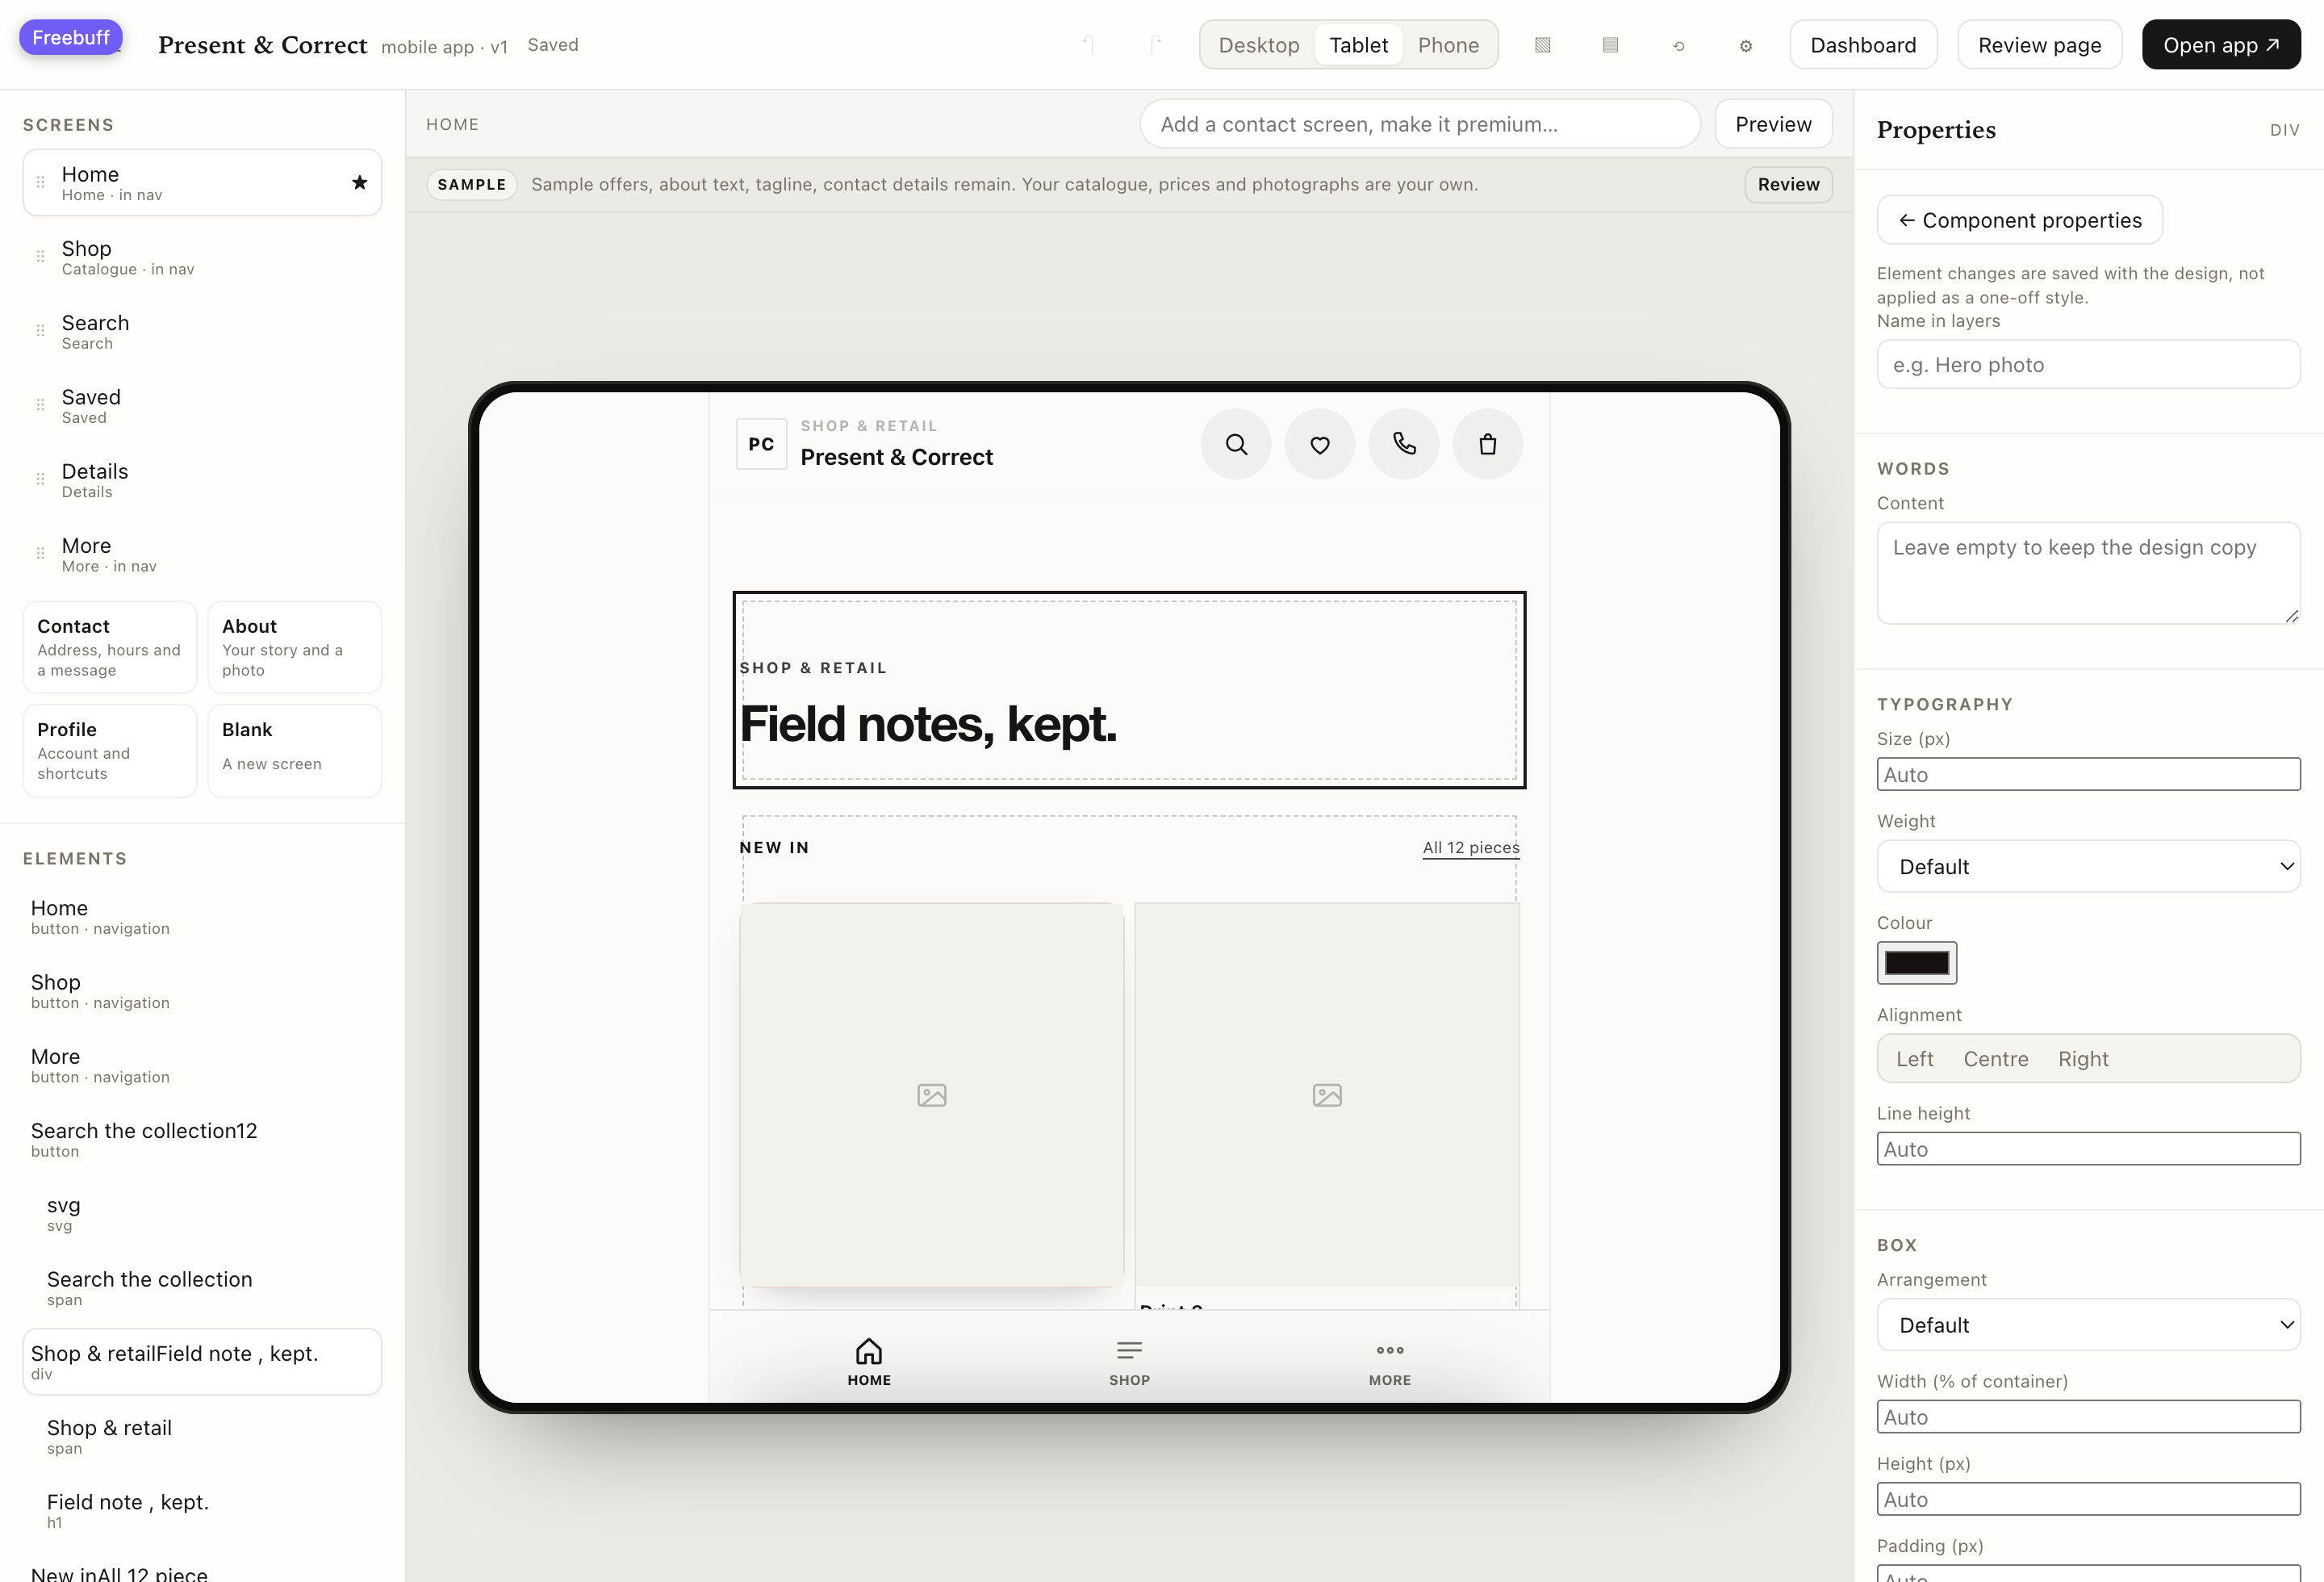 Freebuff
Present & Correct mobile app · v1 Saved
Desktop Tablet Phone
Dashboard
Review page
Open app ↗
SCREENS
Home
Home · in nav
Shop
Catalogue · in nav
Search
Search
Saved
Saved
Details
Details
More
More · in nav
Contact
Address, hours and
a message
About
Your story and a
photo
Profile
Account and
shortcuts
Blank
A new screen
ELEMENTS
Home
button · navigation
Shop
button · navigation
More
button · navigation
Search the collection12
button
svg
svg
Search the collection
span
Shop & retailField note , kept.
div
Shop & retail
span
Field note , kept.
h1
New inAll 12 piece
HOME
Add a contact screen, make it premium...
Preview
SAMPLE Sample offers, about text, tagline, contact details remain. Your catalogue, prices and photographs are your own.
Review
PC
SHOP & RETAIL
Present & Correct
SHOP & RETAIL
Field notes, kept.
NEW IN
All 12 pieces
HOME
SHOP
MORE
Properties
DIV
← Component properties
Element changes are saved with the design, not
applied as a one-off style.
Name in layers
e.g. Hero photo
WORDS
Content
Leave empty to keep the design copy
TYPOGRAPHY
Size (px)
Auto
Weight
Default
Colour
Alignment
Left Centre Right
Line height
Auto
BOX
Arrangement
Default
Width (% of container)
Auto
Height (px)
Auto
Padding (px)
Auto